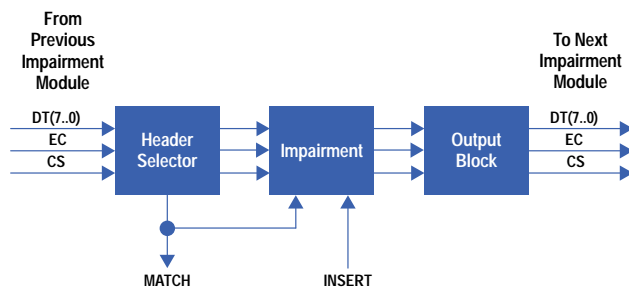 From
Previous
Impairment
Module
To Next
Impairment
Module
DT(7..0)
EC
CS
Header
Selector
Impairment
Output
Block
DT(7..0)
EC
CS
MATCH
INSERT